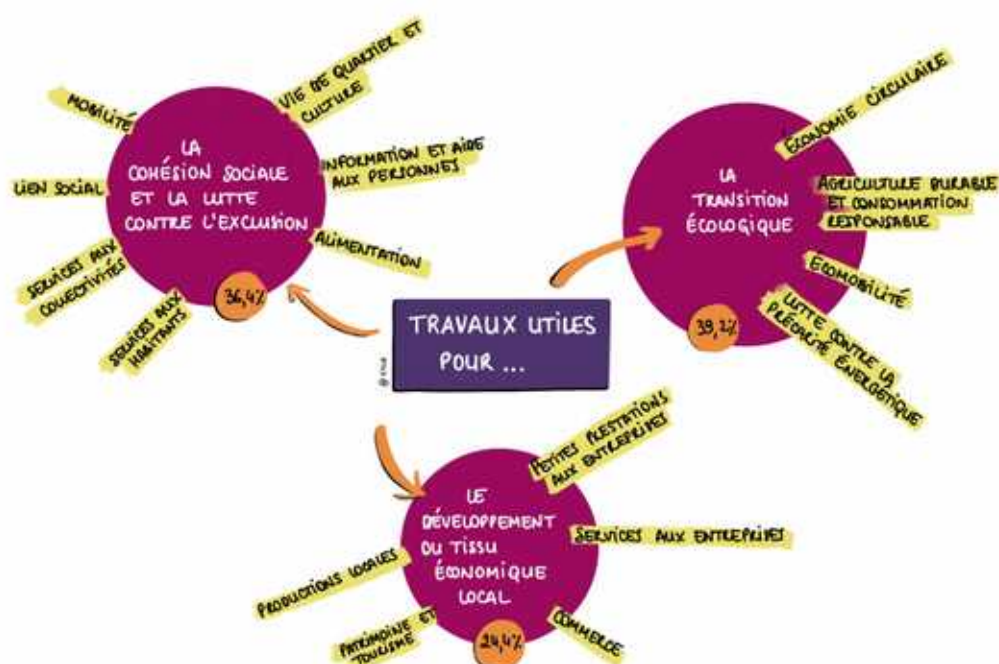 TRAVAUX UTILES
POUR ...
LA
COHÉSION SOCIALE
ET LA LUTTE
CONTRE L'EXCLUSION
36,4%
MOBILITÉ
LIEN SOCIAL
SERVICES AUX
COLLECTIVITÉS
SERVICES AUX
HABITANTS
VIE DE QUARTIER ET
CULTURE
INFORMATION ET AIDE
AUX PERSONNES
ALIMENTATION
LA
TRANSITION
ÉCOLOGIQUE
39,2%
ÉCONOMIE CIRCULAIRE
AGRICULTURE DURABLE
ET CONSOMMATION
RESPONSABLE
ÉCOMOBILITÉ
LUTTE CONTRE LA
PRÉCARITÉ ÉNERGÉTIQUE
LE
DÉVELOPPEMENT
DU TISSU
ÉCONOMIQUE
LOCAL
24,4%
PETITES PRESTATIONS
AUX ENTREPRISES
SERVICES AUX ENTREPRISES
COMMERCE
PRODUCTIONS LOCALES
PATRIMOINE ET
TOURISME